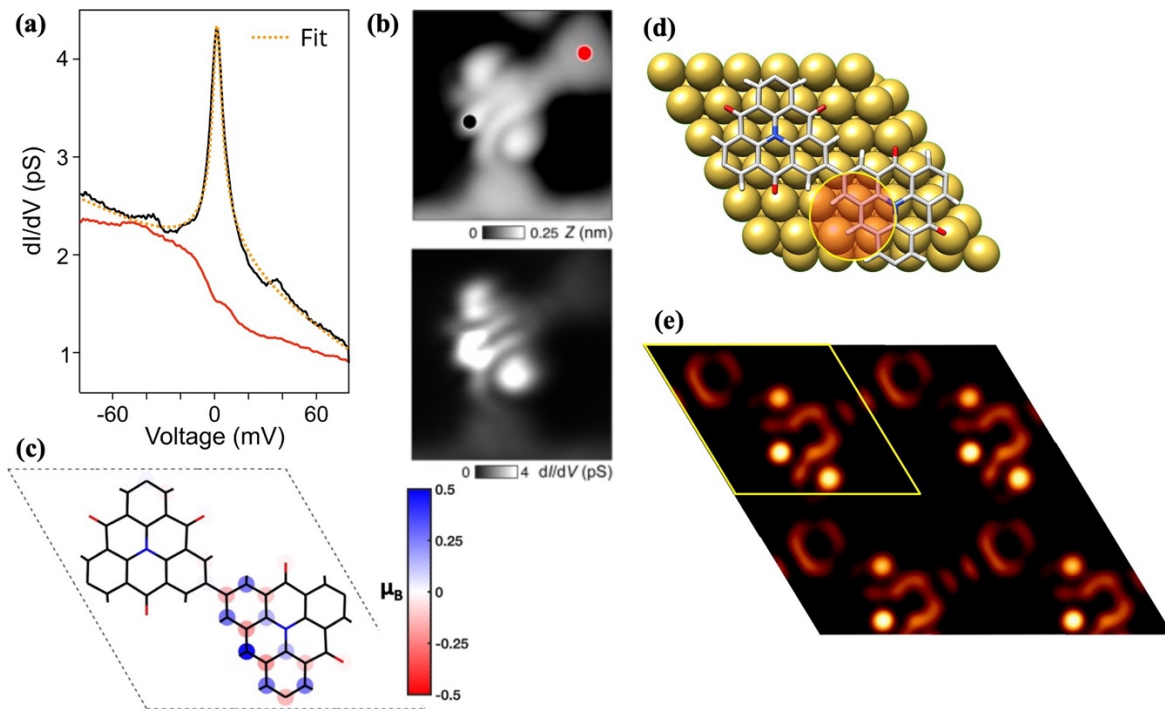 (a)
Fit
4
3
2
1
dI/dV (pS)
-60
0
60
Voltage (mV)
(b)
0 0.25 Z (nm)
0 4 dI/dV (pS)
(c)
0.5
0.25
0
-0.25
-0.5
μB
(d)
(e)